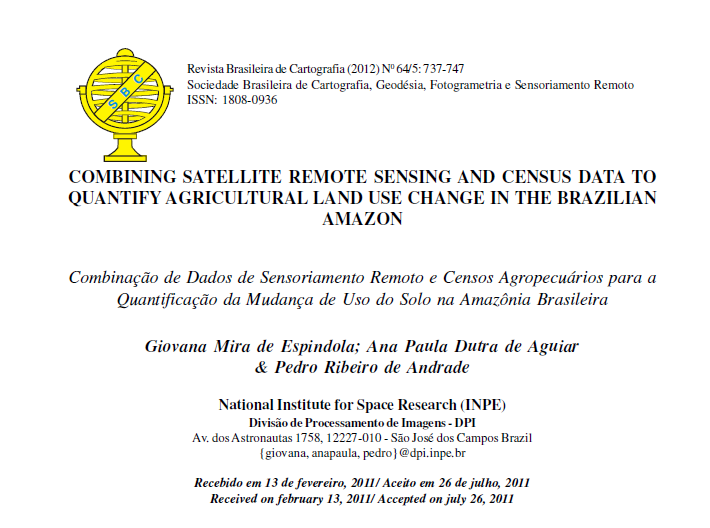 SBC
Revista Brasileira de Cartografia (2012) N⁰ 64/5: 737-747
Sociedade Brasileira de Cartografia, Geodésia, Fotogrametria e Sensoriamento Remoto
ISSN: 1808-0936
COMBINING SATELLITE REMOTE SENSING AND CENSUS DATA TO
QUANTIFY AGRICULTURAL LAND USE CHANGE IN THE BRAZILIAN
AMAZON
Combinação de Dados de Sensoriamento Remoto e Censos Agropecuários para a
Quantificação da Mudança de Uso do Solo na Amazônia Brasileira
Giovana Mira de Espindola; Ana Paula Dutra de Aguiar
& Pedro Ribeiro de Andrade
National Institute for Space Research (INPE)
Divisão de Processamento de Imagens - DPI
Av. dos Astronautas 1758, 12227-010 - São José dos Campos Brazil
{giovana, anapaula, pedro}@dpi.inpe.br
Recebido em 13 de fevereiro, 2011/ Aceito em 26 de julho, 2011
Received on february 13, 2011/ Accepted on july 26, 2011